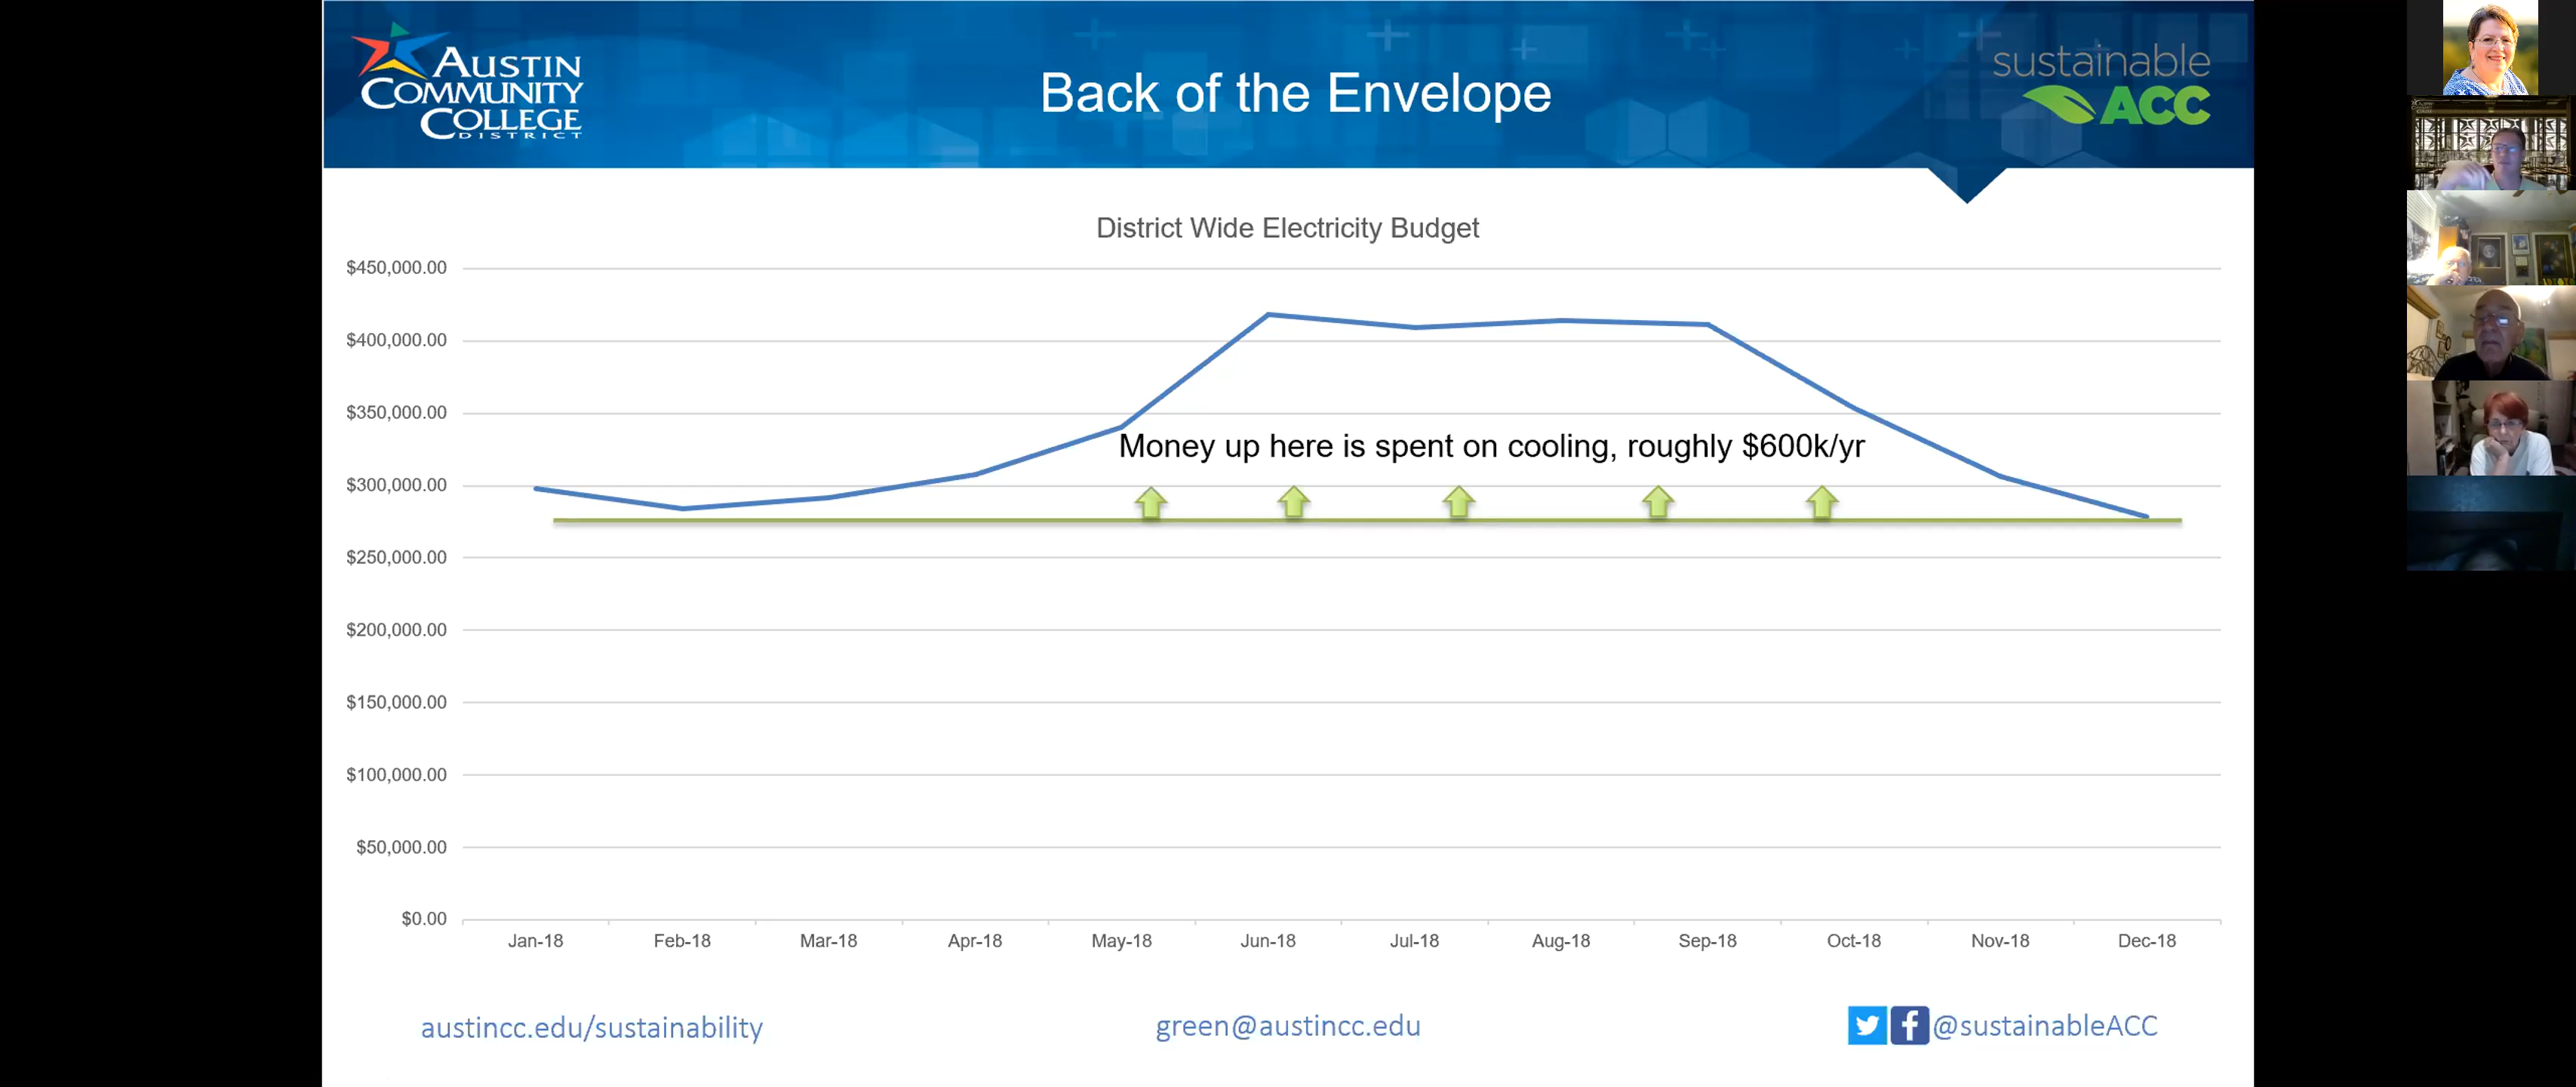 AUSTIN
COMMUNITY
COLLEGE
DISTRICT
Back of the Envelope
sustainable
ACC
District Wide Electricity Budget
$450,000.00
$400,000.00
$350,000.00
Money up here is spent on cooling, roughly $600k/yr
$300,000.00
$250,000.00
$200,000.00
$150,000.00
$100,000.00
$50,000.00
$0.00
Jan-18 Feb-18 Mar-18 Apr-18 May-18 Jun-18 Jul-18 Aug-18 Sep-18 Oct-18 Nov-18 Dec-18
austincc.edu/sustainability green@austincc.edu @sustainableACC